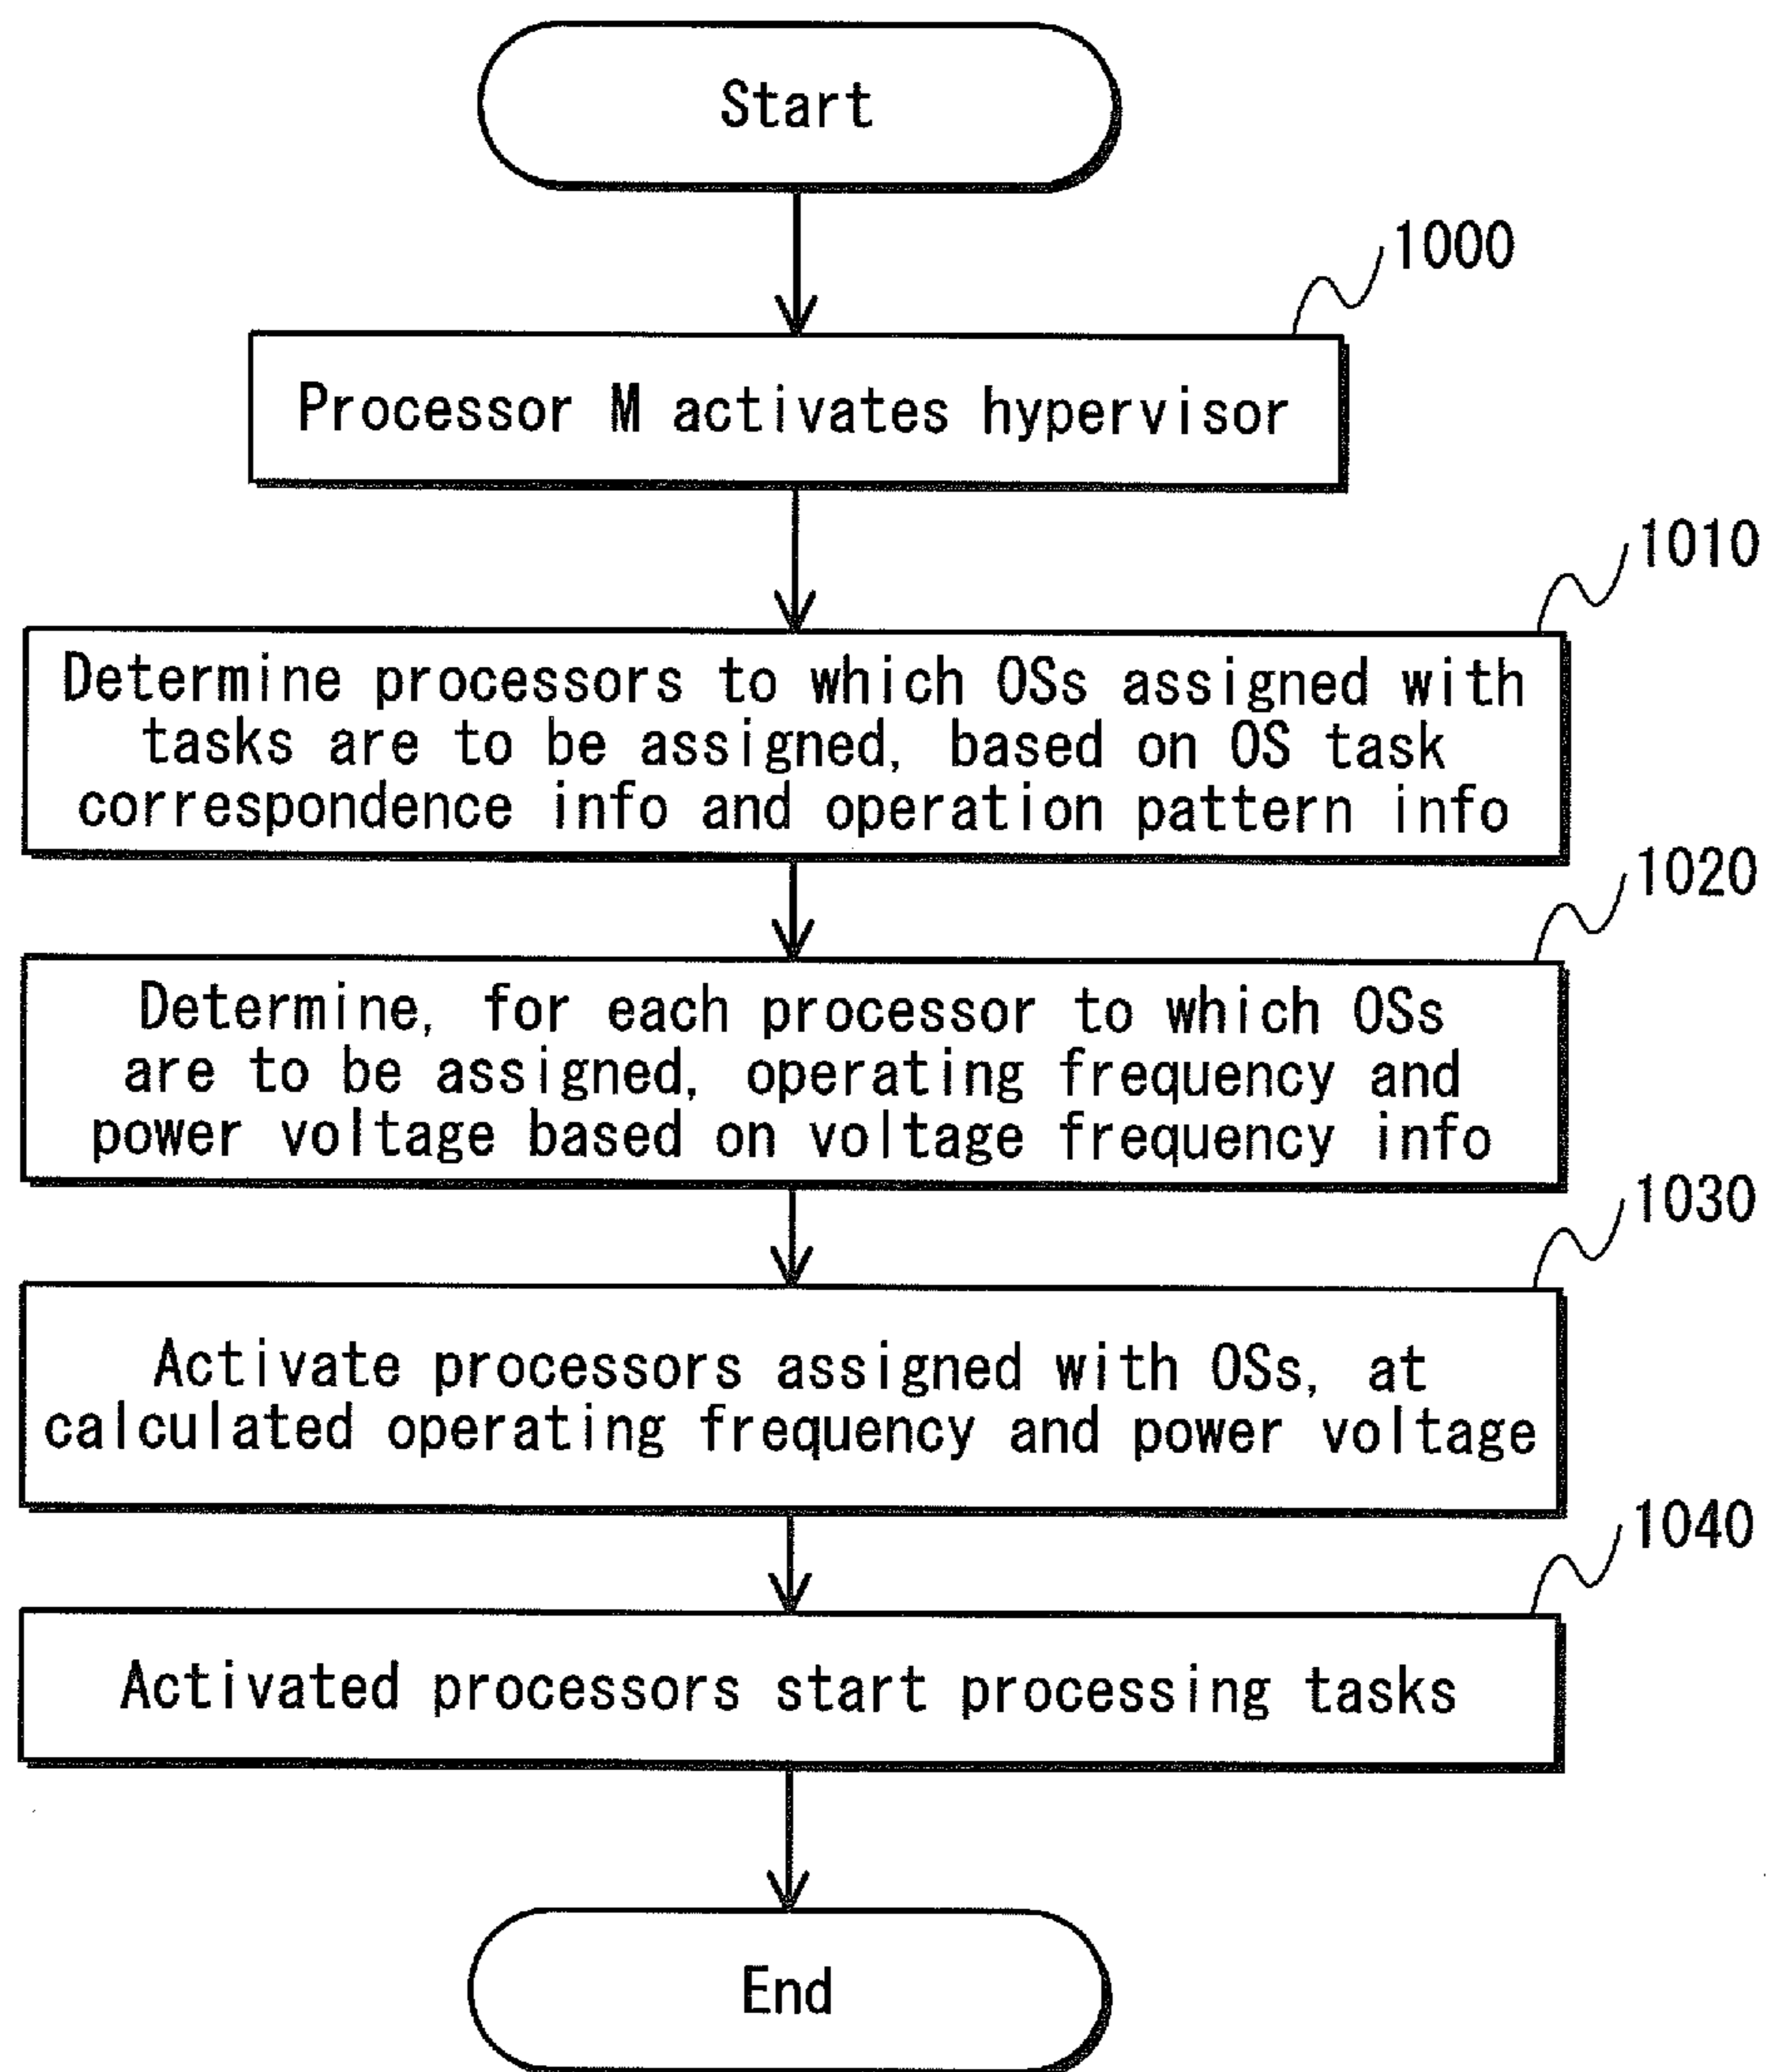 Start
1000
Processor M activates hypervisor
1010
Determine processors to which OSs assigned with
tasks are to be assigned, based on OS task
correspondence info and operation pattern info
1020
Determine, for each processor to which OSs
are to be assigned, operating frequency and
power voltage based on voltage frequency info
1030
Activate processors assigned with OSs, at
calculated operating frequency and power voltage
1040
Activated processors start processing tasks
End